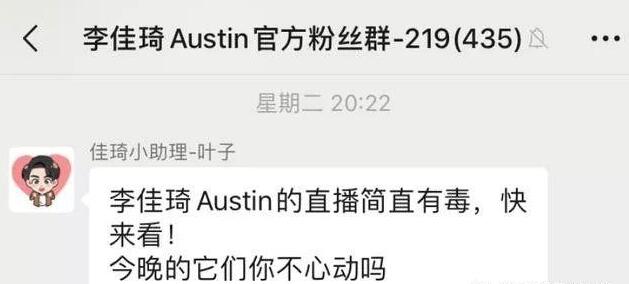 李佳琦Austin官方粉丝群-219(435)
星期二 20:22
佳琦小助理-叶子
李佳琦Austin的直播简直有毒，快
来看！
今晚的它们你不心动吗